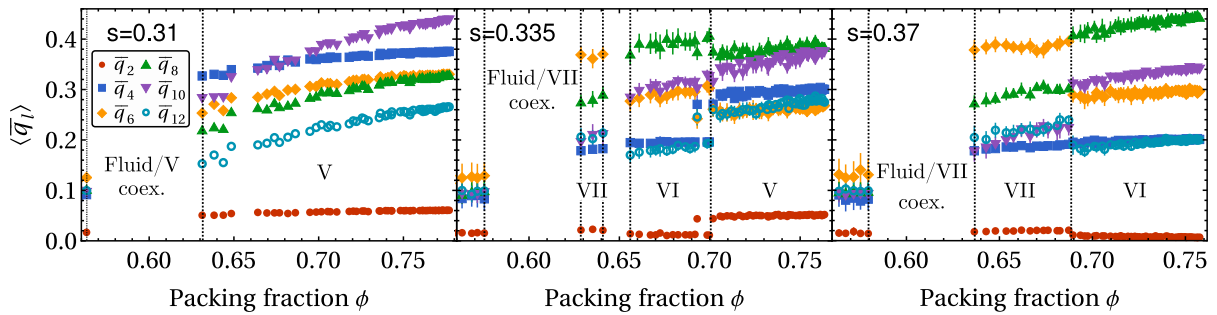 ⟨q̄_l⟩
0.4
0.3
0.2
0.1
0.0
s=0.31
q̄₂ q̄₈
q̄₄ q̄₁₀
q̄₆ q̄₁₂
Fluid/V
coex.
V
0.60 0.65 0.70 0.75
Packing fraction ϕ
s=0.335
Fluid/VII
coex.
VII
VI
V
0.60 0.65 0.70 0.75
Packing fraction ϕ
s=0.37
Fluid/VII
coex.
VII
VI
0.60 0.65 0.70 0.75
Packing fraction ϕ